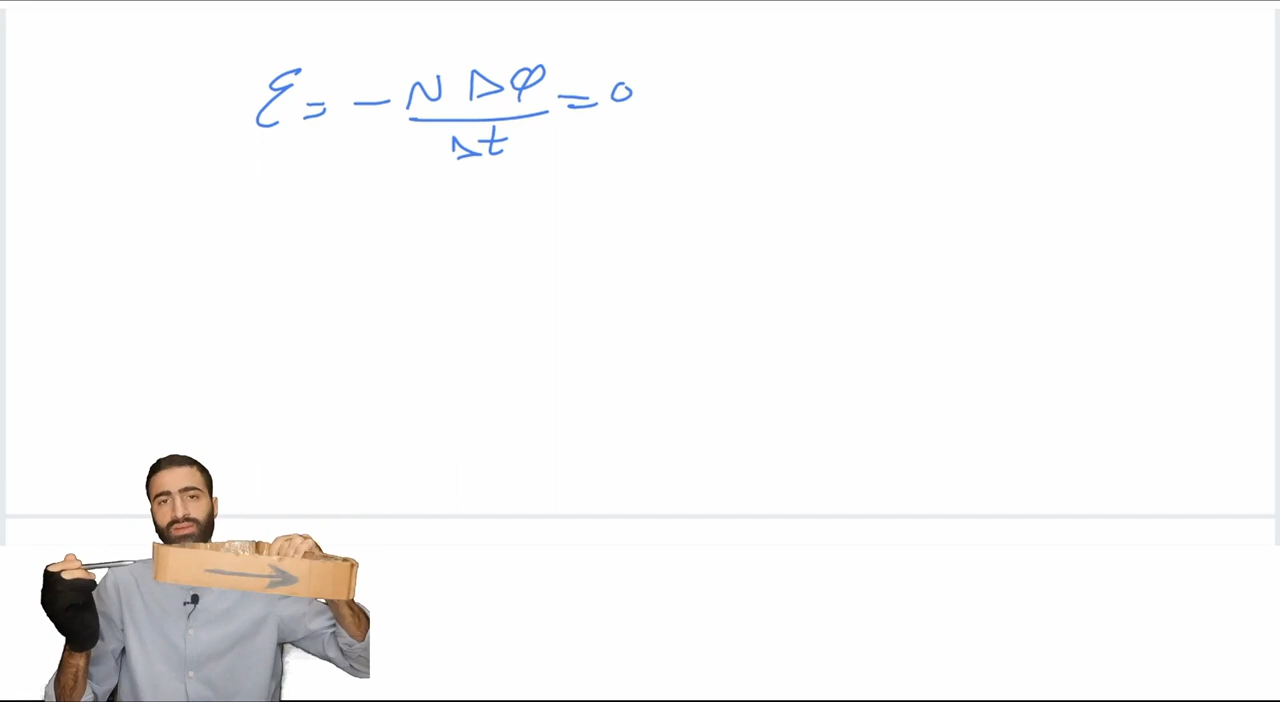 Ɛ = - N Δφ / Δt = 0